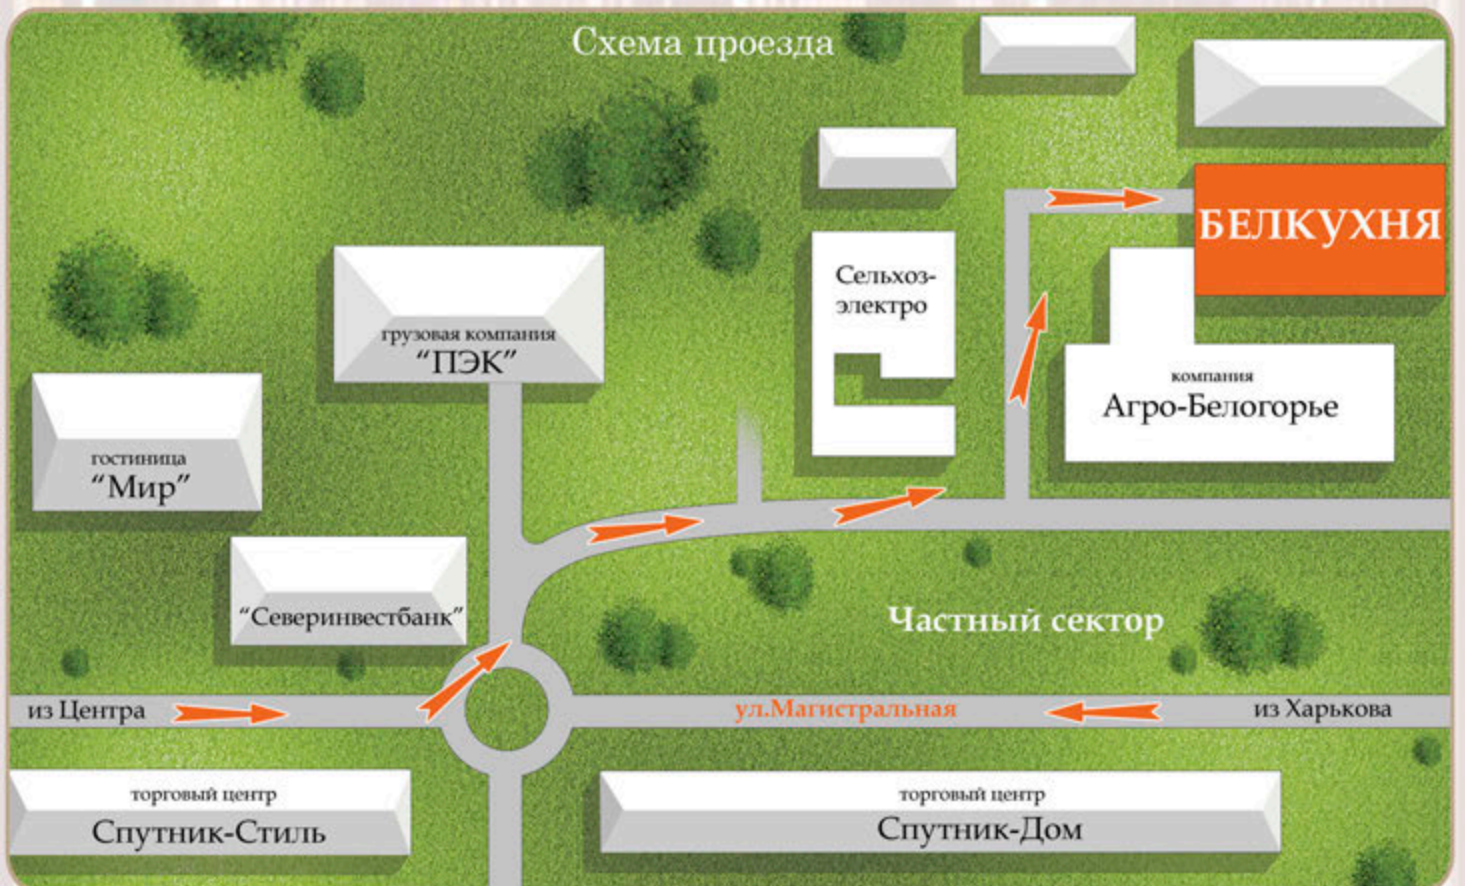 Схема проезда
БЕЛКУХНЯ
Сельхоз-
электро
грузовая компания
“ПЭК”
компания
Агро-Белогорье
гостиница
“Мир”
“Северинвестбанк”
Частный сектор
из Центра
ул.Магистральная
из Харькова
торговый центр
Спутник-Стиль
торговый центр
Спутник-Дом